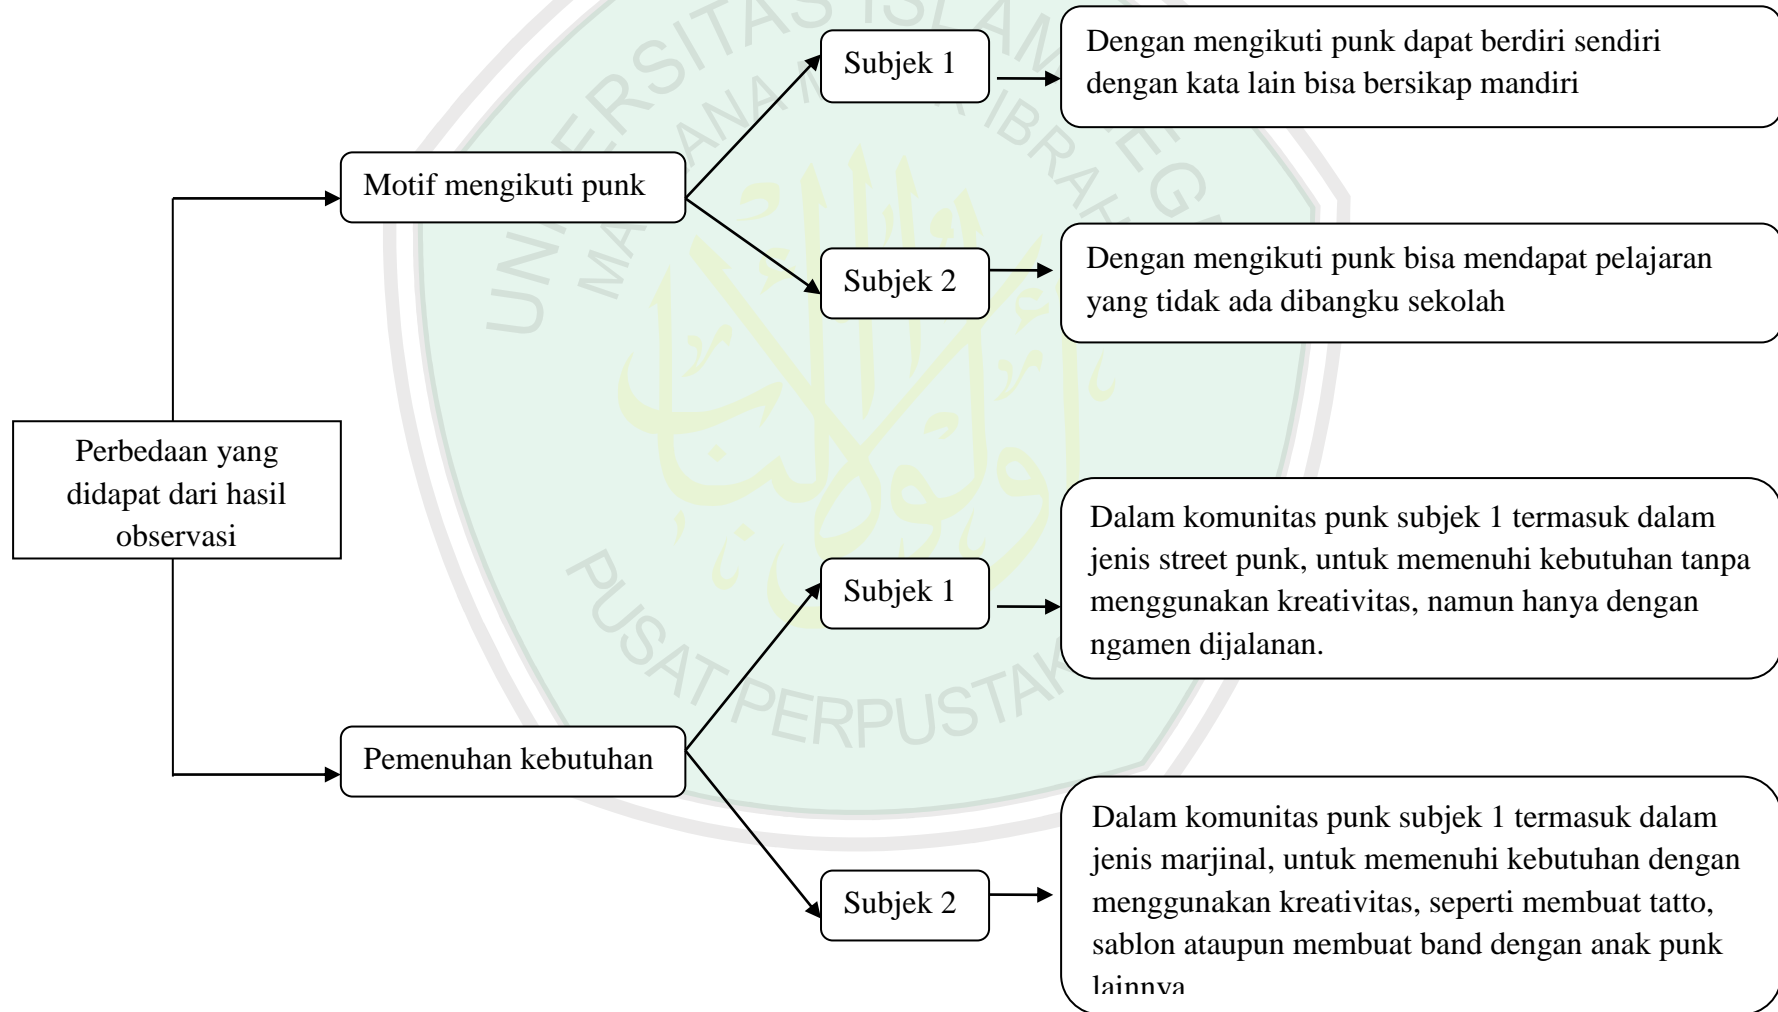 Subjek 1
Dengan mengikuti punk dapat berdiri sendiri
dengan kata lain bisa bersikap mandiri
Motif mengikuti punk
Subjek 2
Dengan mengikuti punk bisa mendapat pelajaran
yang tidak ada dibangku sekolah
Perbedaan yang
didapat dari hasil
observasi
Subjek 1
Dalam komunitas punk subjek 1 termasuk dalam
jenis street punk, untuk memenuhi kebutuhan tanpa
menggunakan kreativitas, namun hanya dengan
ngamen dijalanan.
Pemenuhan kebutuhan
Subjek 2
Dalam komunitas punk subjek 1 termasuk dalam
jenis marjinal, untuk memenuhi kebutuhan dengan
menggunakan kreativitas, seperti membuat tatto,
sablon ataupun membuat band dengan anak punk
lainnya